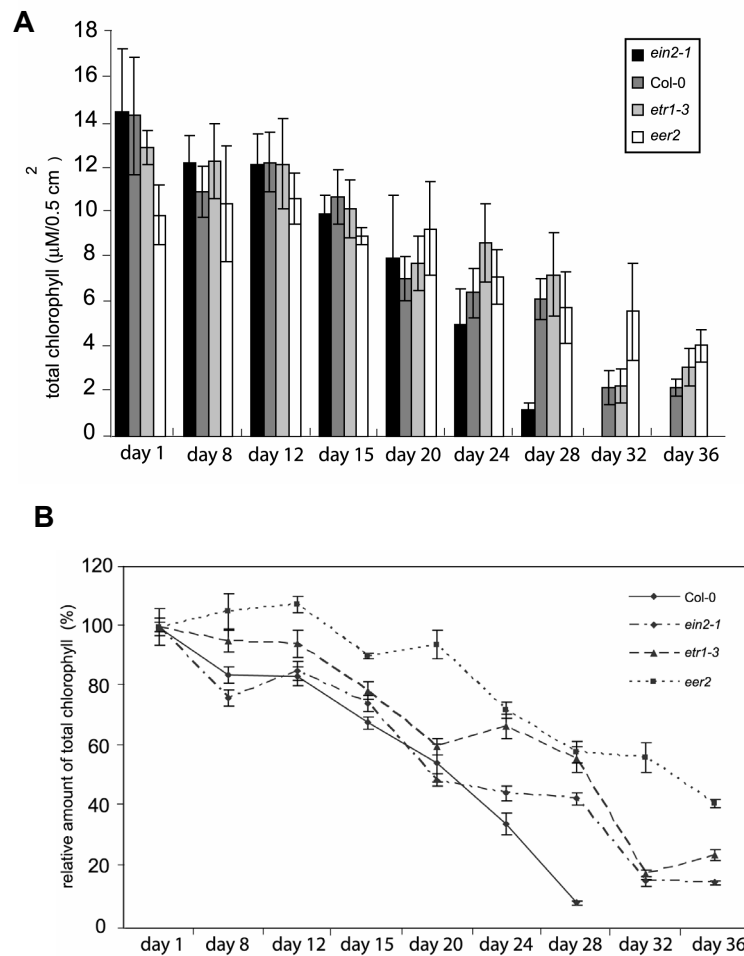 A
18
16
14
12
10
8
6
4
2
0
total chlorophyll (µM/0.5 cm 2 )
ein2-1
Col-0
etr1-3
eer2
day 1 day 8 day 12 day 15 day 20 day 24 day 28 day 32 day 36
B
120
100
80
60
40
20
0
relative amount of total chlorophyll (%)
Col-0
ein2-1
etr1-3
eer2
day 1 day 8 day 12 day 15 day 20 day 24 day 28 day 32 day 36